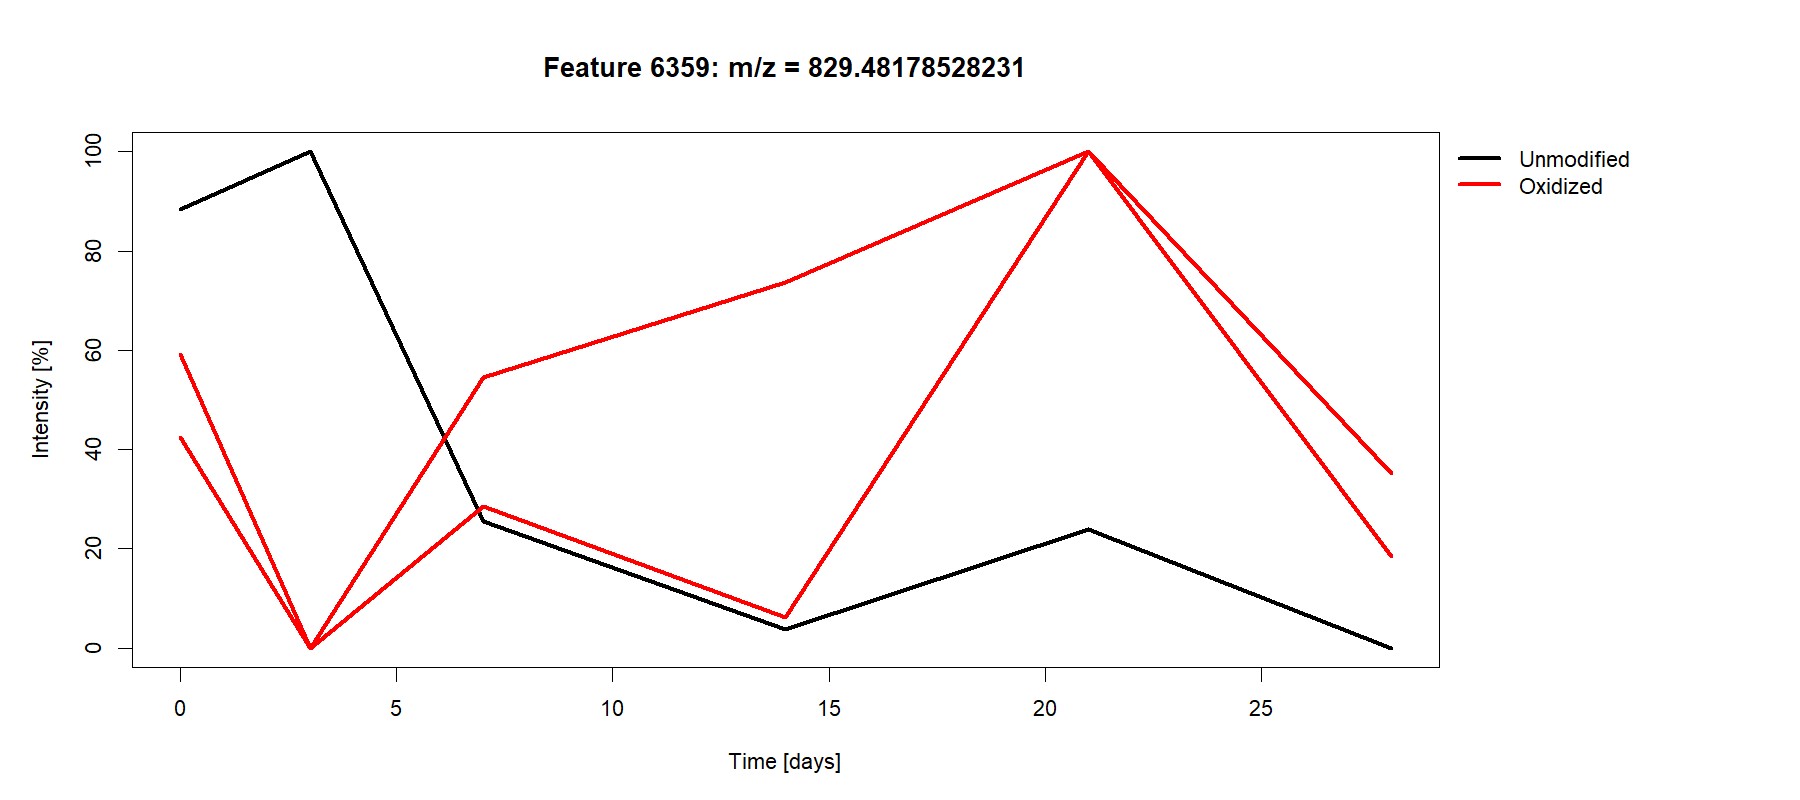 Feature 6359: m/z = 829.48178528231
Unmodified
Oxidized
Intensity [%]
100
80
60
40
20
0
0 5 10 15 20 25
Time [days]